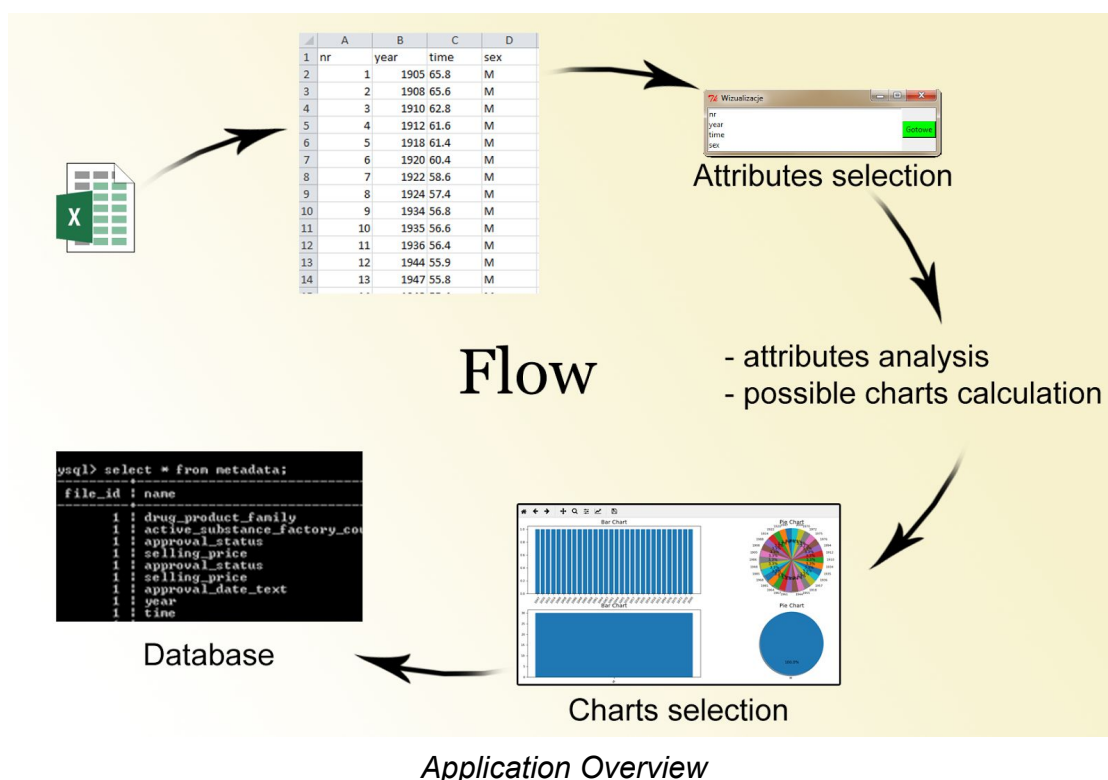 A B C D
1 nr year time sex
2 1 1905 65.8 M
3 2 1908 65.6 M
4 3 1910 62.8 M
5 4 1912 61.6 M
6 5 1918 61.4 M
7 6 1920 60.4 M
8 7 1922 58.6 M
9 8 1924 57.4 M
10 9 1934 56.8 M
11 10 1935 56.6 M
12 11 1936 56.4 M
13 12 1944 55.9 M
14 13 1947 55.8 M
X
Wizualizacje
nr
year
time
sex
Gotowe
Attributes selection
- attributes analysis
- possible charts calculation
Flow
Bar Chart
Pie Chart
Bar Chart
Pie Chart
Charts selection
ysql> select * from metadata;
file_id name
1 drug_product_family
1 active_substance_factory_cou
1 approval_status
1 selling_price
1 approval_status
1 selling_price
1 approval_date_text
1 year
1 time
Database
Application Overview